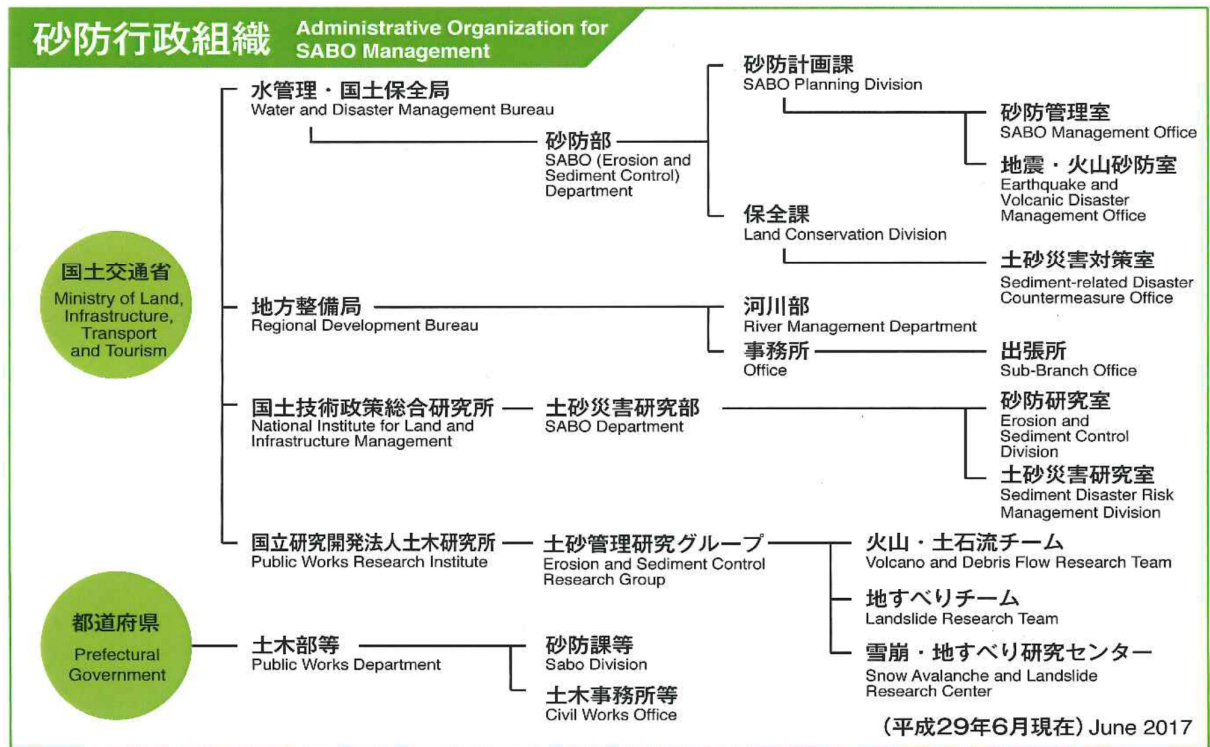 砂防行政組織
Administrative Organization for
SABO Management
国土交通省
Ministry of Land,
Infrastructure,
Transport
and Tourism
水管理・国土保全局
Water and Disaster Management Bureau
砂防部
SABO (Erosion and
Sediment Control)
Department
砂防計画課
SABO Planning Division
砂防管理室
SABO Management Office
地震・火山砂防室
Earthquake and
Volcanic Disaster
Management Office
保全課
Land Conservation Division
土砂災害対策室
Sediment-related Disaster
Countermeasure Office
地方整備局
Regional Development Bureau
河川部
River Management Department
事務所
Office
出張所
Sub-Branch Office
国土技術政策総合研究所
National Institute for Land and
Infrastructure Management
土砂災害研究部
SABO Department
砂防研究室
Erosion and
Sediment Control
Division
土砂災害研究室
Sediment Disaster Risk
Management Division
国立研究開発法人土木研究所
Public Works Research Institute
土砂管理研究グループ
Erosion and Sediment Control
Research Group
火山・土石流チーム
Volcano and Debris Flow Research Team
地すべりチーム
Landslide Research Team
雪崩・地すべり研究センター
Snow Avalanche and Landslide
Research Center
都道府県
Prefectural
Government
土木部等
Public Works Department
砂防課等
Sabo Division
土木事務所等
Civil Works Office
(平成29年6月現在) June 2017